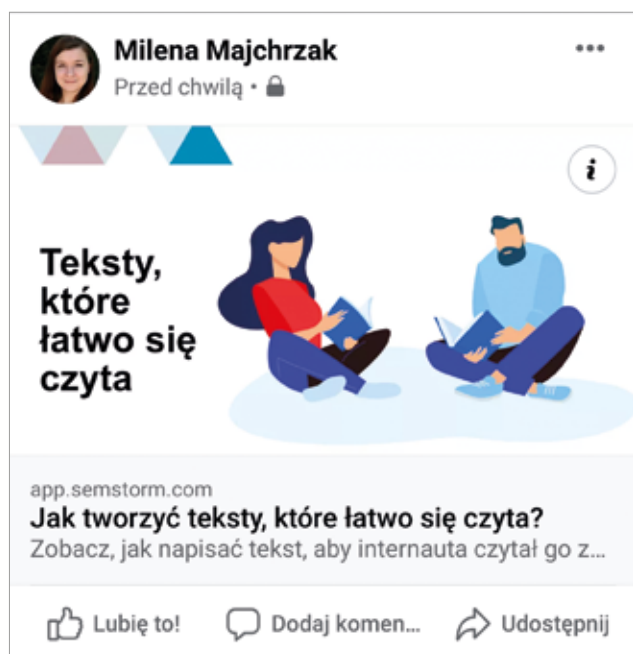 Milena Majchrzak
Przed chwilą •
Teksty,
które
łatwo się
czyta
app.semstorm.com
Jak tworzyć teksty, które łatwo się czyta?
Zobacz, jak napisać tekst, aby internauta czytał go z...
Lubię to! Dodaj komen... Udostępnij